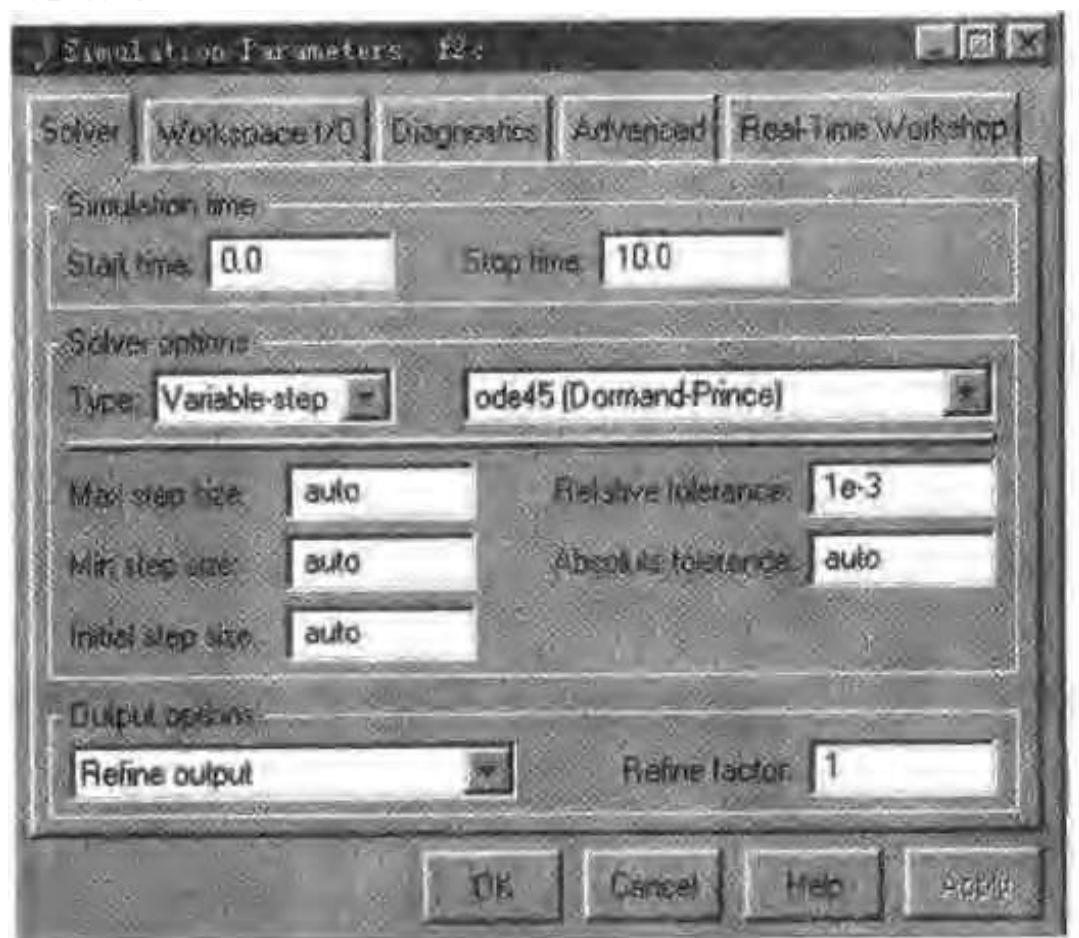 Simulation Parameters:
Solver Workspace I/O Diagnostics Advanced Real-Time Workshop
Simulation time
Start time: 0.0 Stop time: 10.0
Solver options
Type: Variable-step ode45 (Dormand-Prince)
Max step size: auto Relative tolerance: 1e-3
Min step size: auto Absolute tolerance: auto
Initial step size: auto
Output options
Refine output Refine factor: 1
OK Cancel Help Apply